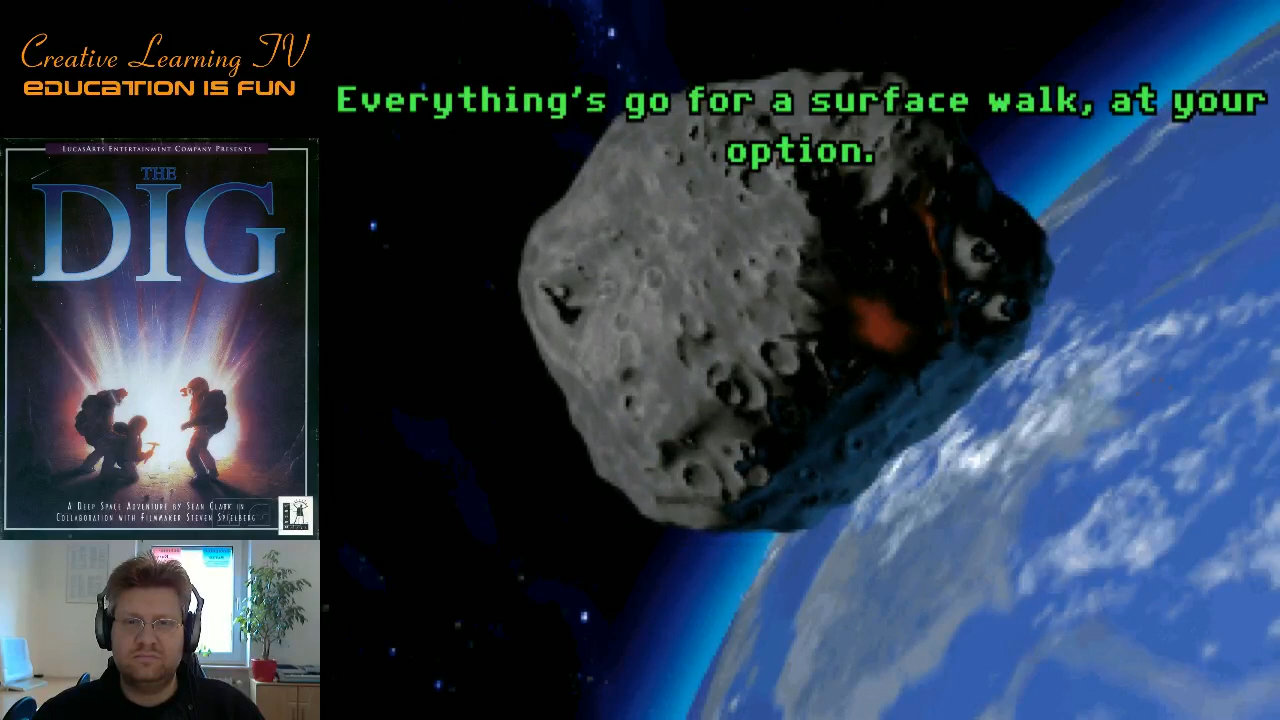 Creative Learning TV
EDUCATION IS FUN
Everything's go for a surface walk, at your
option.
LucasArts Entertainment Company Presents
THE
DIG
A Deep Space Adventure by Sean Clark in
Collaboration with Filmmaker Steven Spielberg